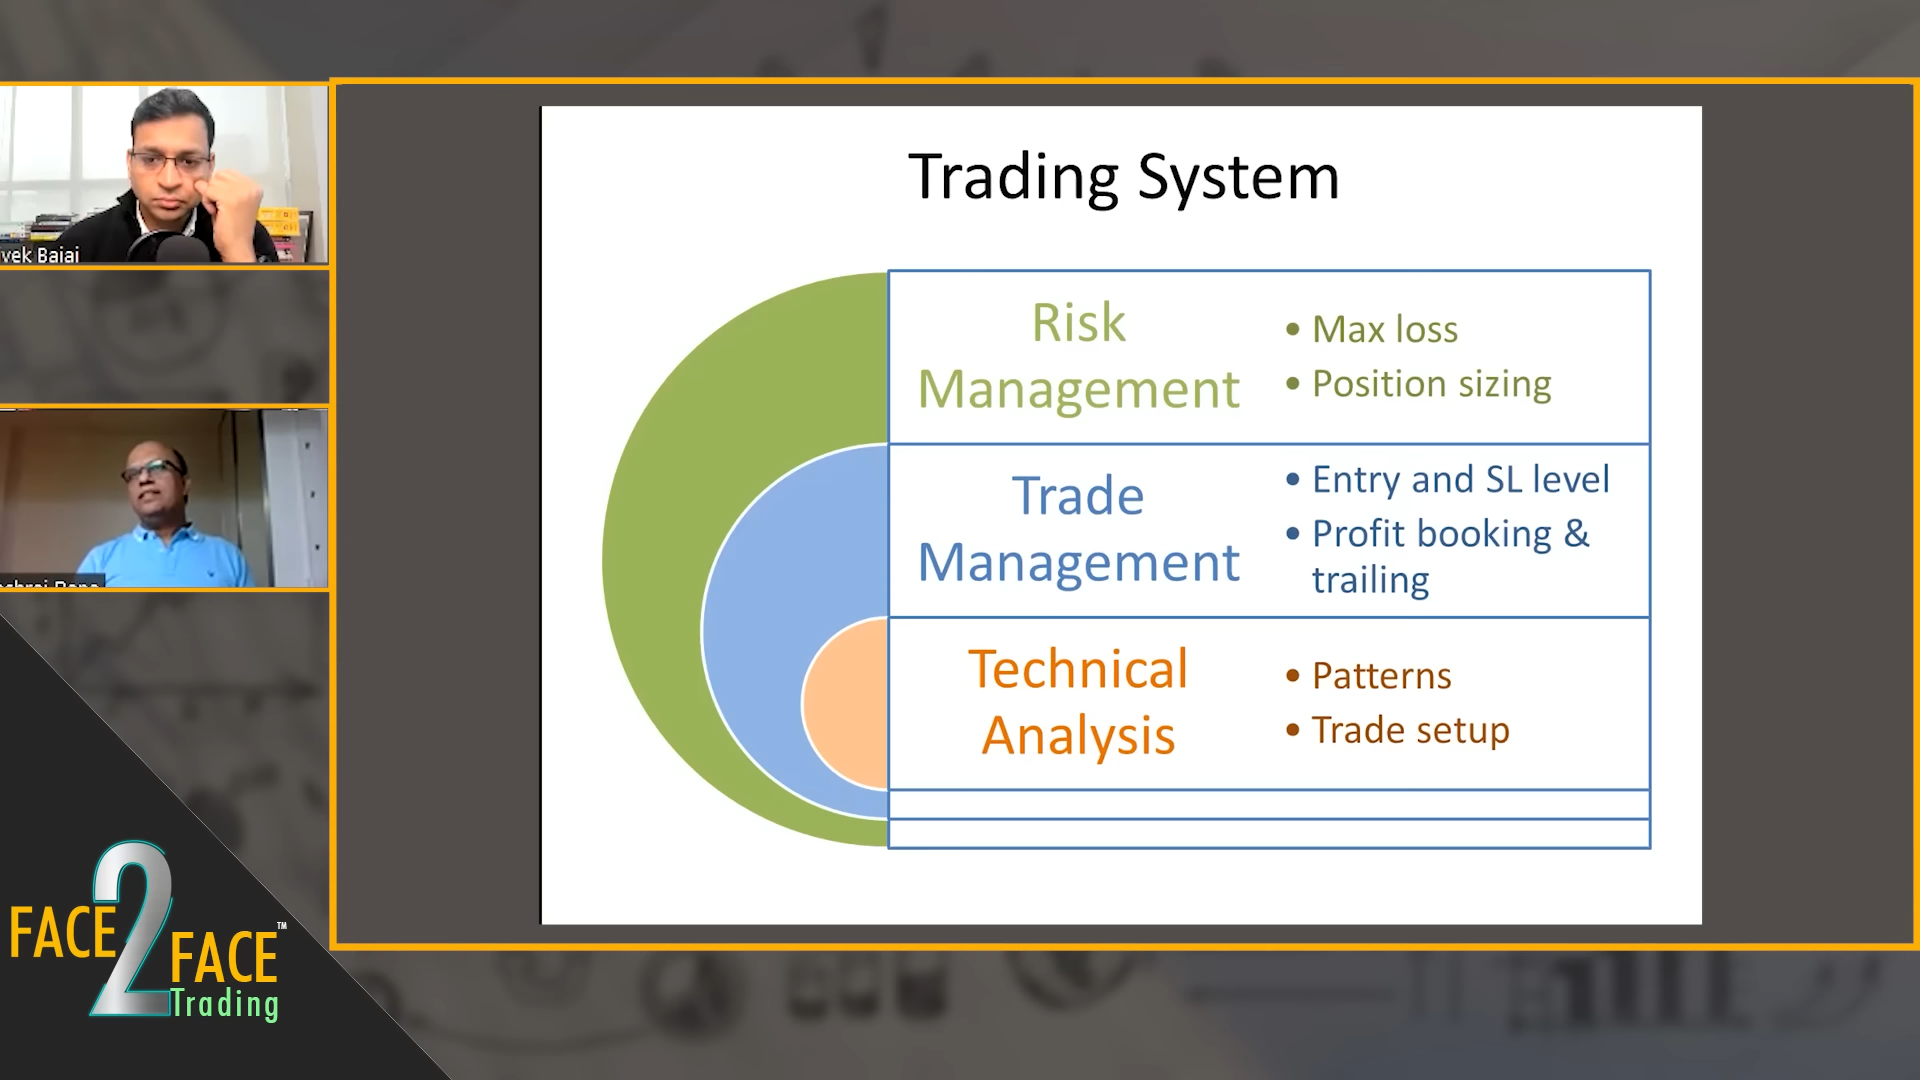 Trading System
Risk
Management
• Max loss
• Position sizing
Trade
Management
• Entry and SL level
• Profit booking &
trailing
Technical
Analysis
• Patterns
• Trade setup
vek Bajaj
FACE 2 FACE™
Trading